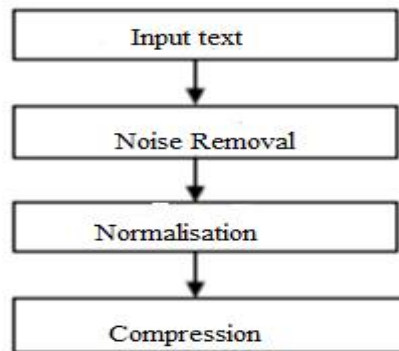 Input text
Noise Removal
Normalisation
Compression